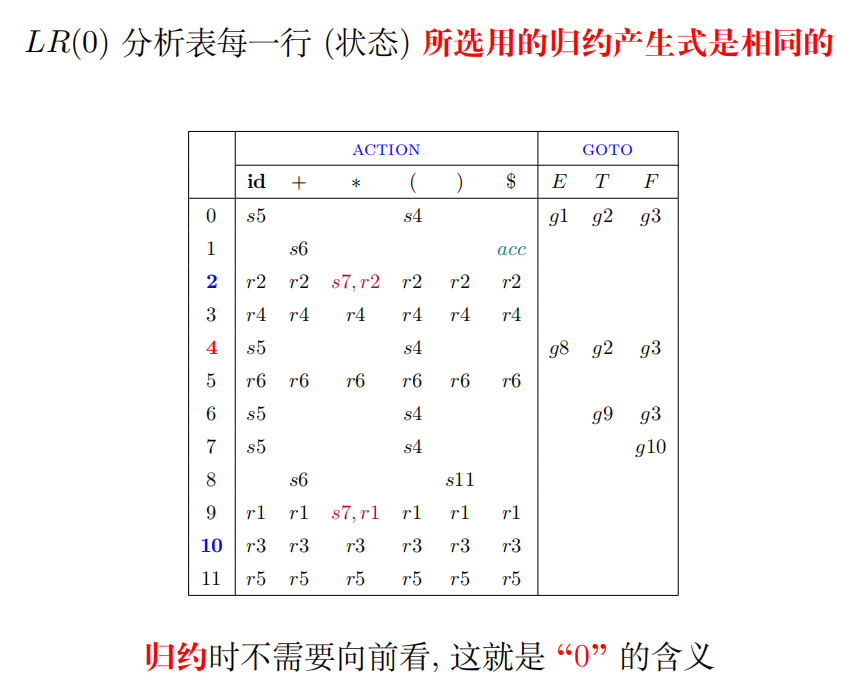 LR(0) 分析表每一行 (状态) 所选用的归约产生式是相同的
ACTION GOTO
id + * ( ) $ E T F
0 s5 s4 g1 g2 g3
1 s6 acc
2 r2 r2 s7, r2 r2 r2 r2
3 r4 r4 r4 r4 r4 r4
4 s5 s4 g8 g2 g3
5 r6 r6 r6 r6 r6 r6
6 s5 s4 g9 g3
7 s5 s4 g10
8 s6 s11
9 r1 r1 s7, r1 r1 r1 r1
10 r3 r3 r3 r3 r3 r3
11 r5 r5 r5 r5 r5 r5
归约时不需要向前看, 这就是 “0” 的含义